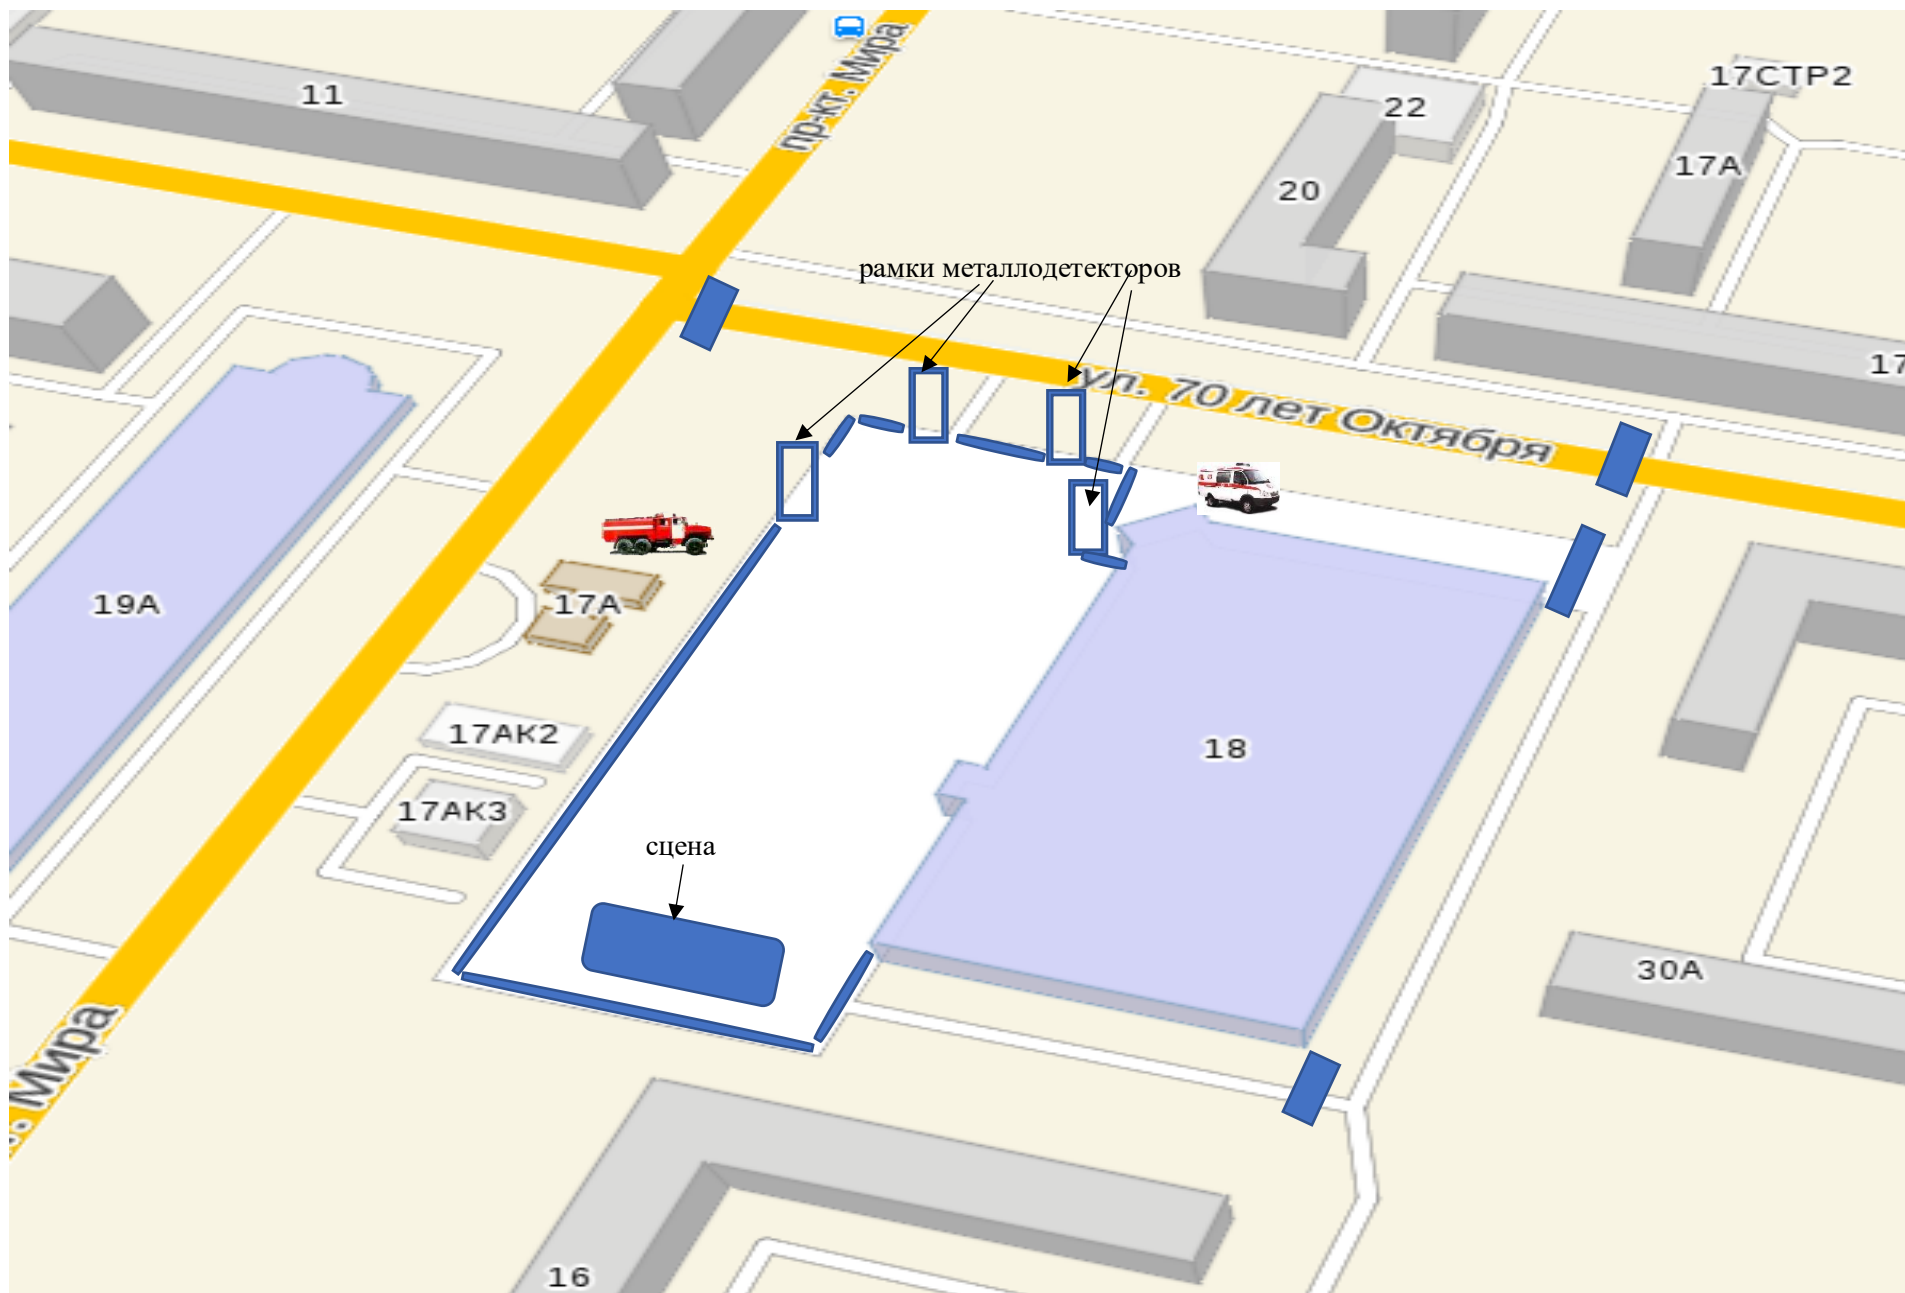 пр-кт. Мира
11
17СТР2
22
17А
20
рамки металлодетекторов
17
ул. 70 лет Октября
19А
17А
17АК2
18
17АК3
сцена
30А
Мира
16